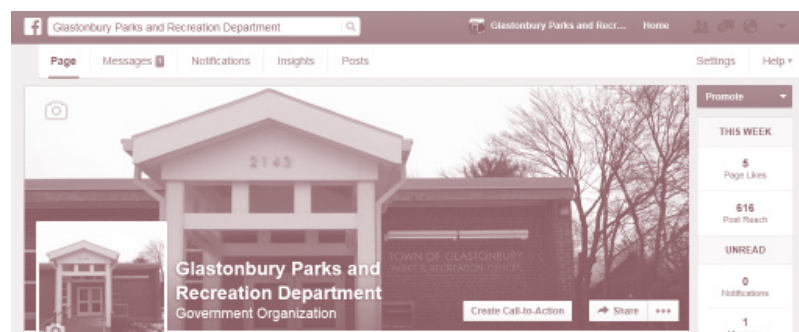 Glastonbury Parks and Recreation Department
Glastonbury Parks and Recr... Home
Page Messages 1 Notifications Insights Posts Settings Help
Promote
THIS WEEK
5
Page Likes
616
Post Reach
UNREAD
0
Notifications
1
2143
TOWN OF GLASTONBURY
PARKS & RECREATION OFFICES
Glastonbury Parks and
Recreation Department
Government Organization
Create Call-to-Action Share